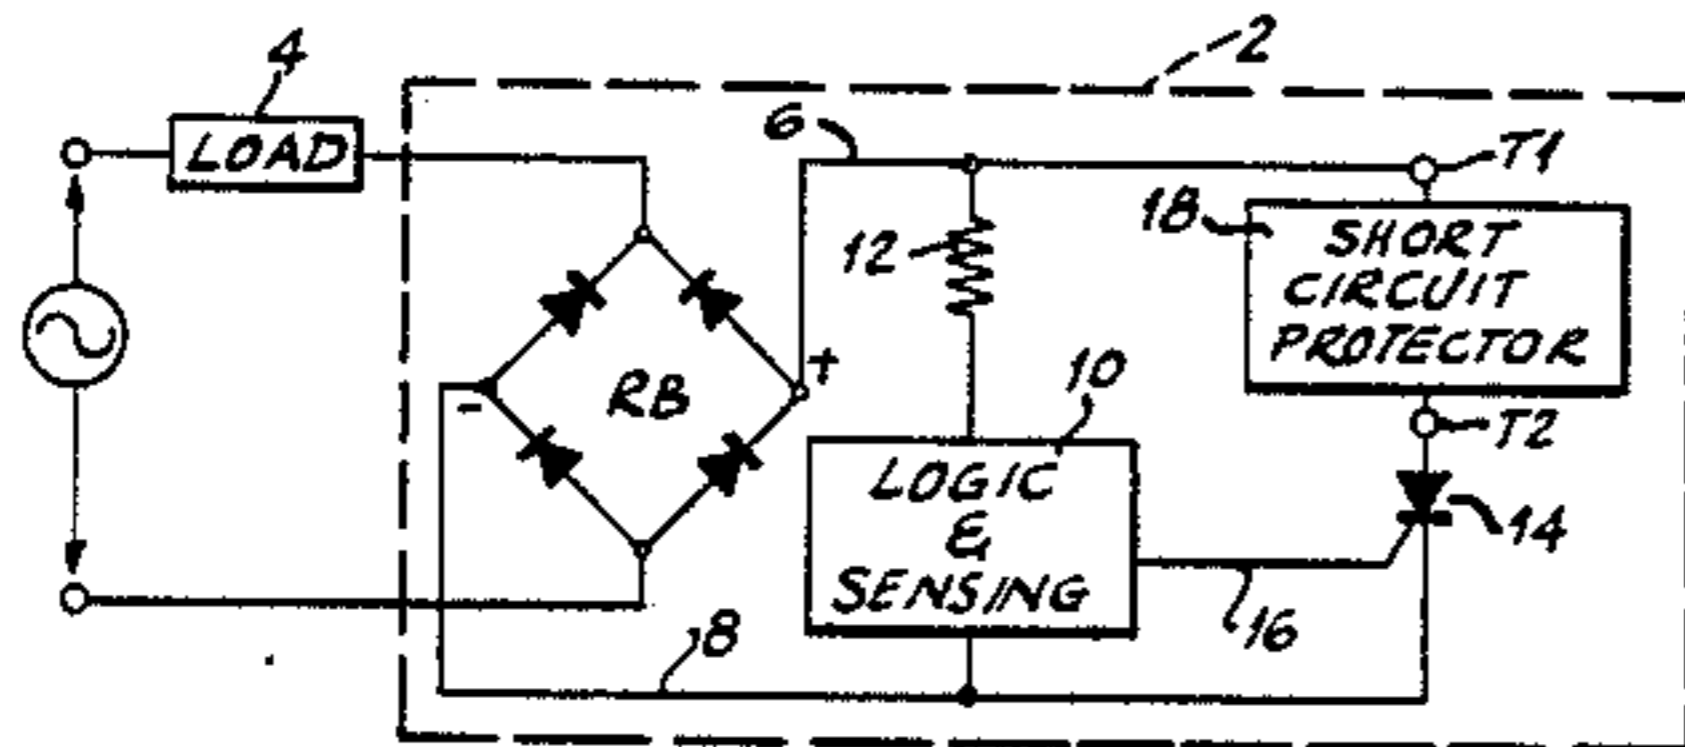 2
4
LOAD
6
T1
18
SHORT
CIRCUIT
PROTECTOR
12
+
-
RB
10
T2
LOGIC
&
SENSING
14
16
8